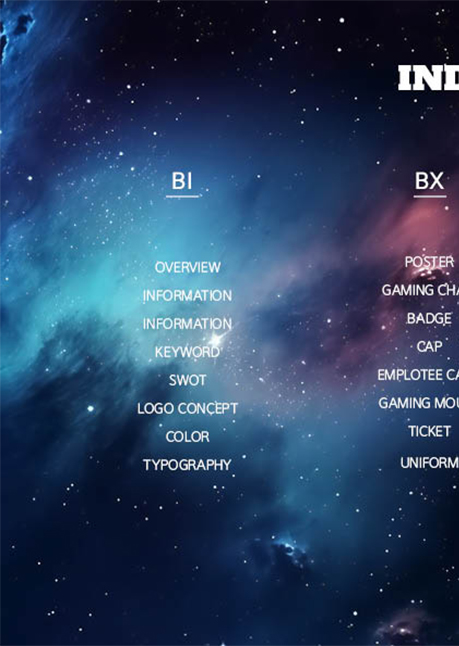 IND
BI
OVERVIEW
INFORMATION
INFORMATION
KEYWORD
SWOT
LOGO CONCEPT
COLOR
TYPOGRAPHY
BX
POSTER
GAMING CHA
BADGE
CAP
EMPLOTEE CA
GAMING MOU
TICKET
UNIFORM